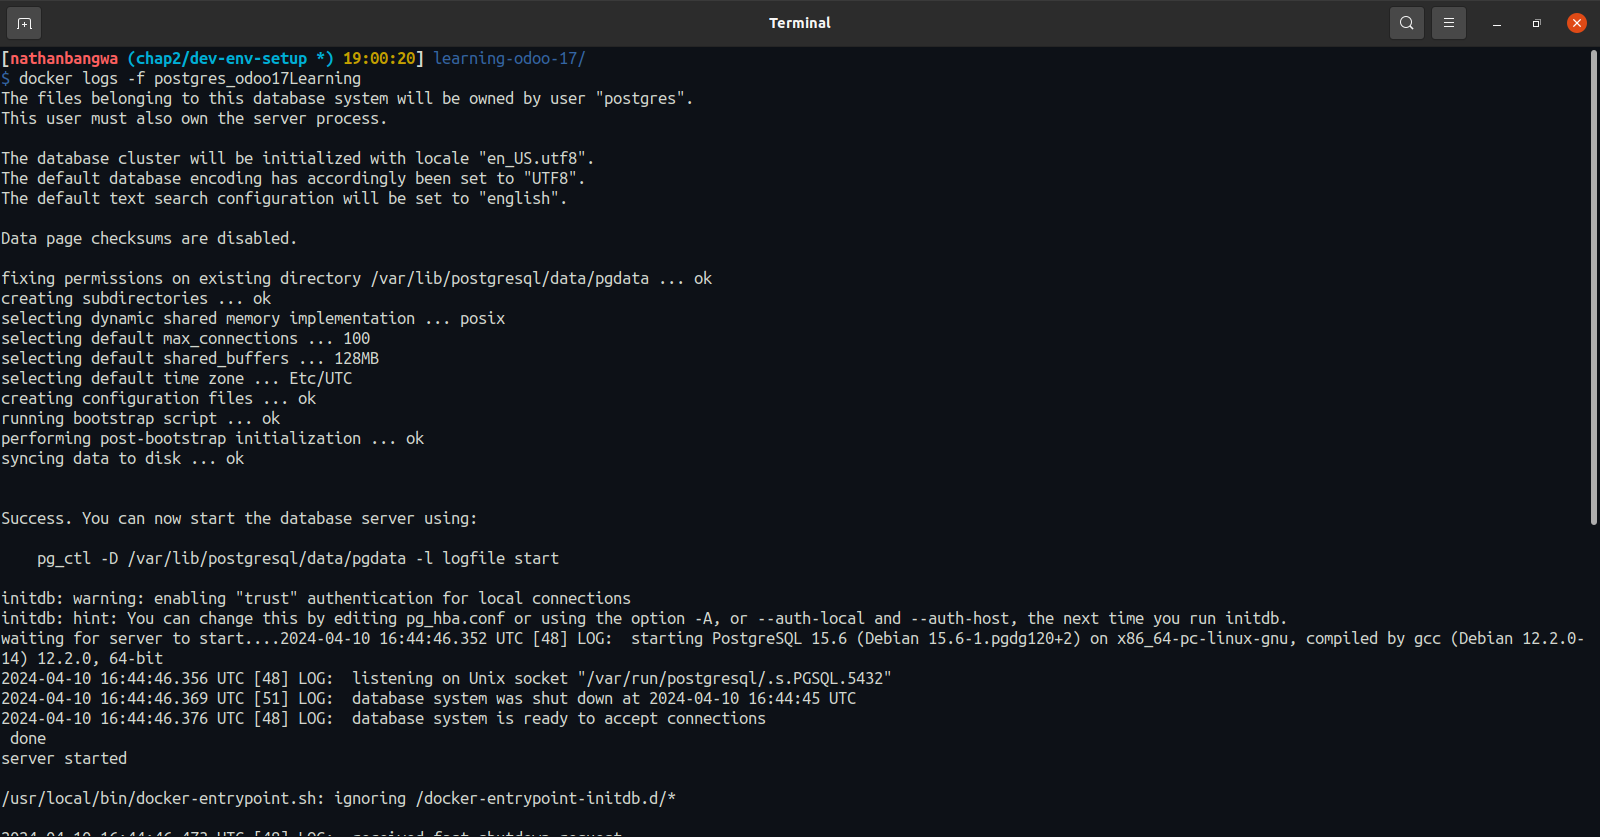 Terminal
[nathanbangwa (chap2/dev-env-setup *) 19:00:20] learning-odoo-17/
$ docker logs -f postgres_odoo17Learning
The files belonging to this database system will be owned by user "postgres".
This user must also own the server process.
The database cluster will be initialized with locale "en_US.utf8".
The default database encoding has accordingly been set to "UTF8".
The default text search configuration will be set to "english".
Data page checksums are disabled.
fixing permissions on existing directory /var/lib/postgresql/data/pgdata ... ok
creating subdirectories ... ok
selecting dynamic shared memory implementation ... posix
selecting default max_connections ... 100
selecting default shared_buffers ... 128MB
selecting default time zone ... Etc/UTC
creating configuration files ... ok
running bootstrap script ... ok
performing post-bootstrap initialization ... ok
syncing data to disk ... ok
Success. You can now start the database server using:
pg_ctl -D /var/lib/postgresql/data/pgdata -l logfile start
initdb: warning: enabling "trust" authentication for local connections
initdb: hint: You can change this by editing pg_hba.conf or using the option -A, or --auth-local and --auth-host, the next time you run initdb.
waiting for server to start....2024-04-10 16:44:46.352 UTC [48] LOG:  starting PostgreSQL 15.6 (Debian 15.6-1.pgdg120+2) on x86_64-pc-linux-gnu, compiled by gcc (Debian 12.2.0-
14) 12.2.0, 64-bit
2024-04-10 16:44:46.356 UTC [48] LOG:  listening on Unix socket "/var/run/postgresql/.s.PGSQL.5432"
2024-04-10 16:44:46.369 UTC [51] LOG:  database system was shut down at 2024-04-10 16:44:45 UTC
2024-04-10 16:44:46.376 UTC [48] LOG:  database system is ready to accept connections
done
server started
/usr/local/bin/docker-entrypoint.sh: ignoring /docker-entrypoint-initdb.d/*
2024-04-10 16:44:46.473 UTC [48] LOG:  received fast shutdown request